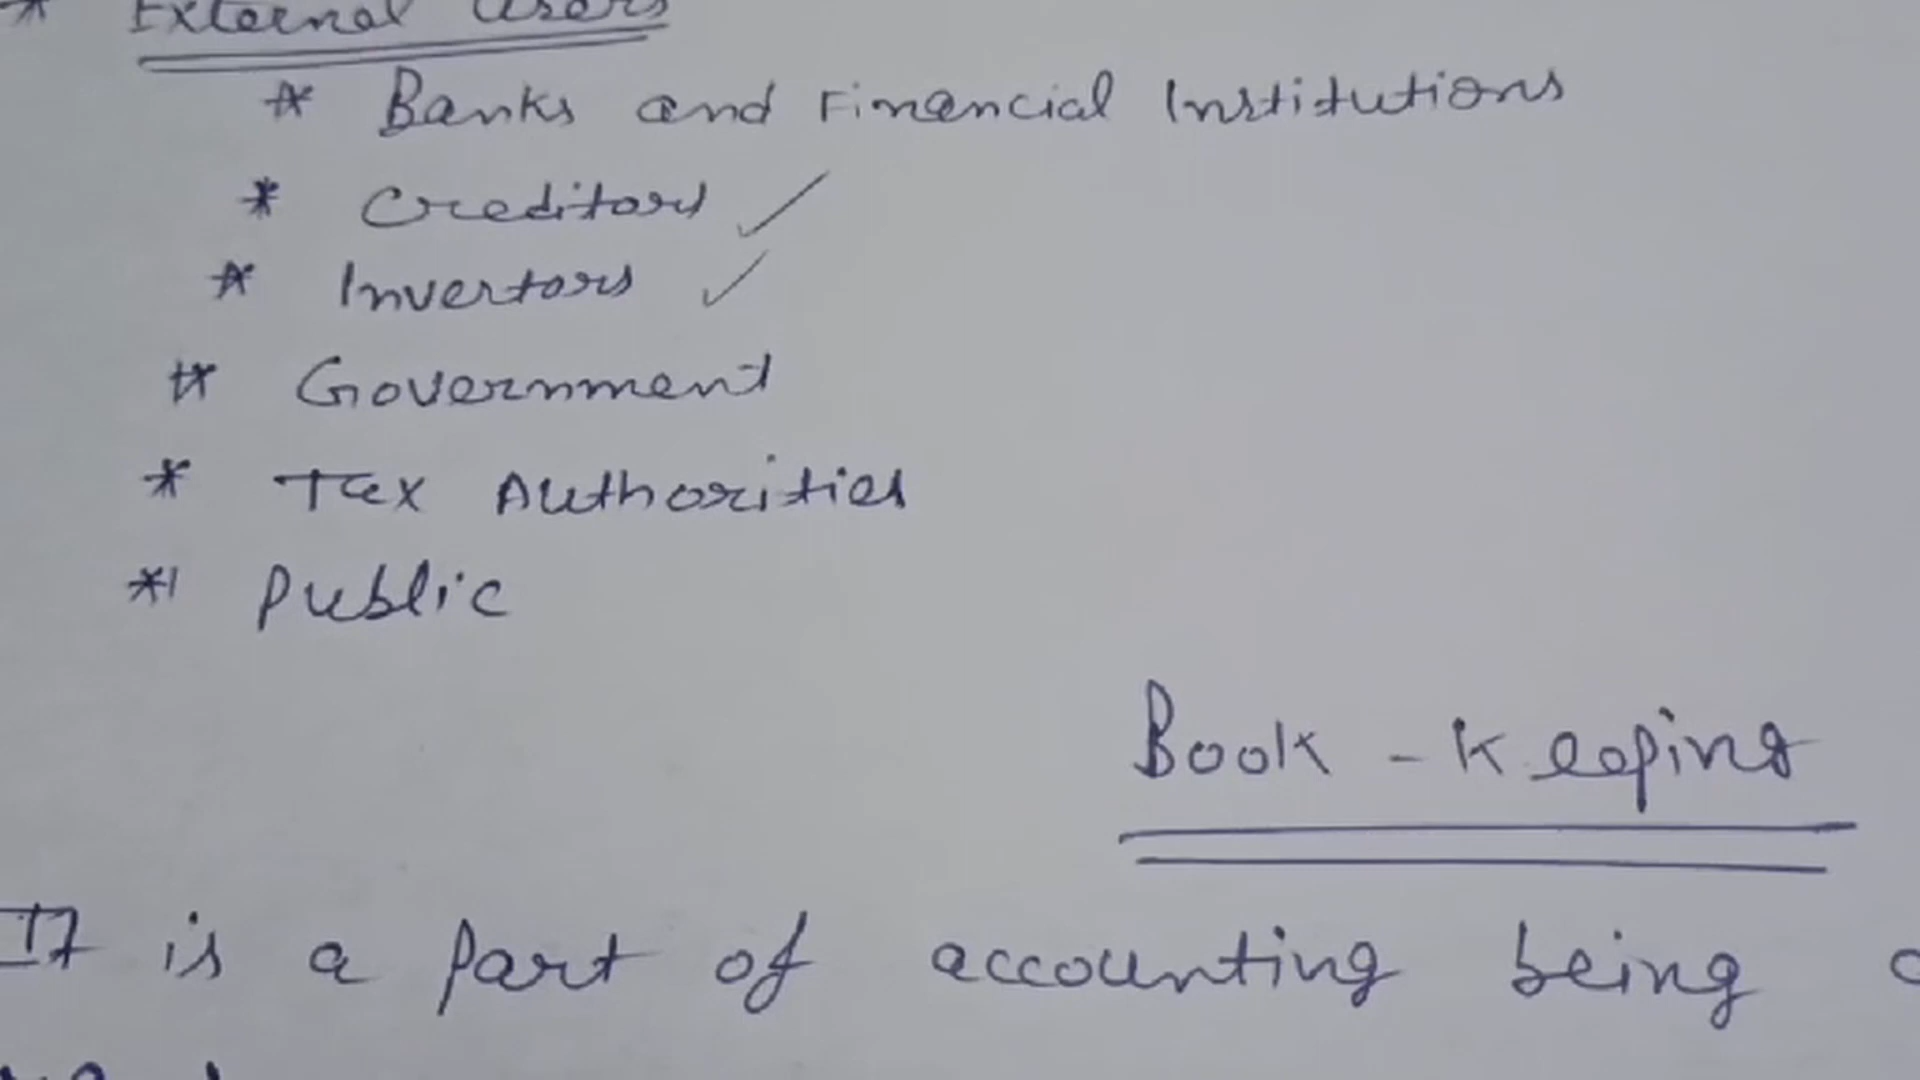 * External Users
* Banks and Financial Institutions
* Creditors ✓
* Investors ✓
* Government
* Tax Authorities
* Public
Book - Keeping
It is a part of accounting being